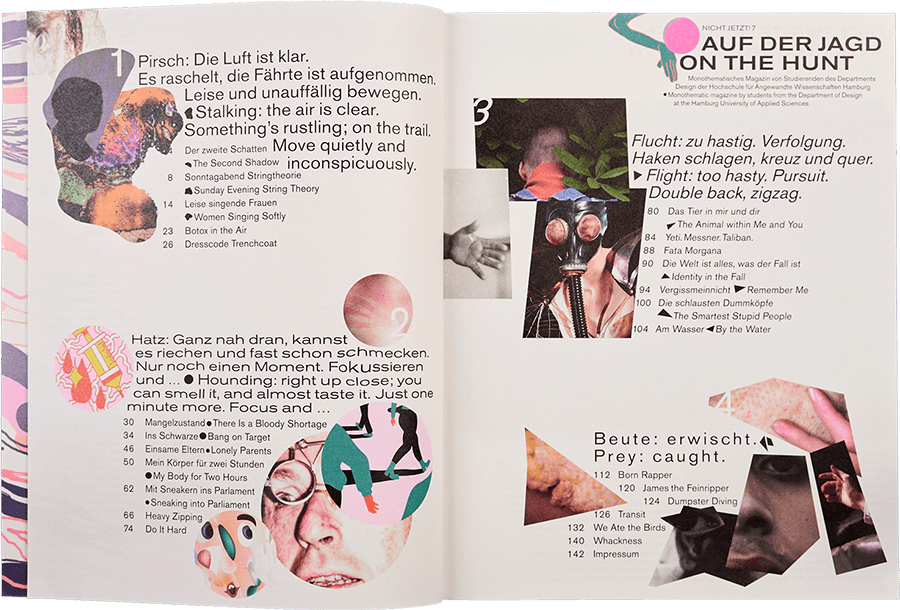 1
Pirsch: Die Luft ist klar.
Es raschelt, die Fährte ist aufgenommen.
Leise und unauffällig bewegen.
Stalking: the air is clear.
Something's rustling; on the trail.
Move quietly and
inconspicuously.
Der zweite Schatten
The Second Shadow
8 Sonntagabend Stringtheorie
Sunday Evening String Theory
14 Leise singende Frauen
Women Singing Softly
23 Botox in the Air
26 Dresscode Trenchcoat
2
Hatz: Ganz nah dran, kannst
es riechen und fast schon schmecken.
Nur noch einen Moment. Fokussieren
und ... Hounding: right up close; you
can smell it, and almost taste it. Just one
minute more. Focus and ...
30 Mangelzustand There Is a Bloody Shortage
34 Ins Schwarze Bang on Target
46 Einsame Eltern Lonely Parents
50 Mein Körper für zwei Stunden
My Body for Two Hours
62 Mit Sneakern ins Parlament
Sneaking into Parliament
66 Heavy Zipping
74 Do It Hard
NICHT JETZT! 7
AUF DER JAGD
ON THE HUNT
Monothematisches Magazin von Studierenden des Departments
Design der Hochschule für Angewandte Wissenschaften Hamburg
Monothematic magazine by students from the Department of Design
at the Hamburg University of Applied Sciences
3
Flucht: zu hastig. Verfolgung.
Haken schlagen, kreuz und quer.
Flight: too hasty. Pursuit.
Double back, zigzag.
80 Das Tier in mir und dir
The Animal within Me and You
84 Yeti. Messner. Taliban.
88 Fata Morgana
90 Die Welt ist alles, was der Fall ist
Identity in the Fall
94 Vergissmeinnicht Remember Me
100 Die schlausten Dummköpfe
The Smartest Stupid People
104 Am Wasser By the Water
4
Beute: erwischt.
Prey: caught.
112 Born Rapper
120 James the Feinripper
124 Dumpster Diving
126 Transit
132 We Ate the Birds
140 Whackness
142 Impressum